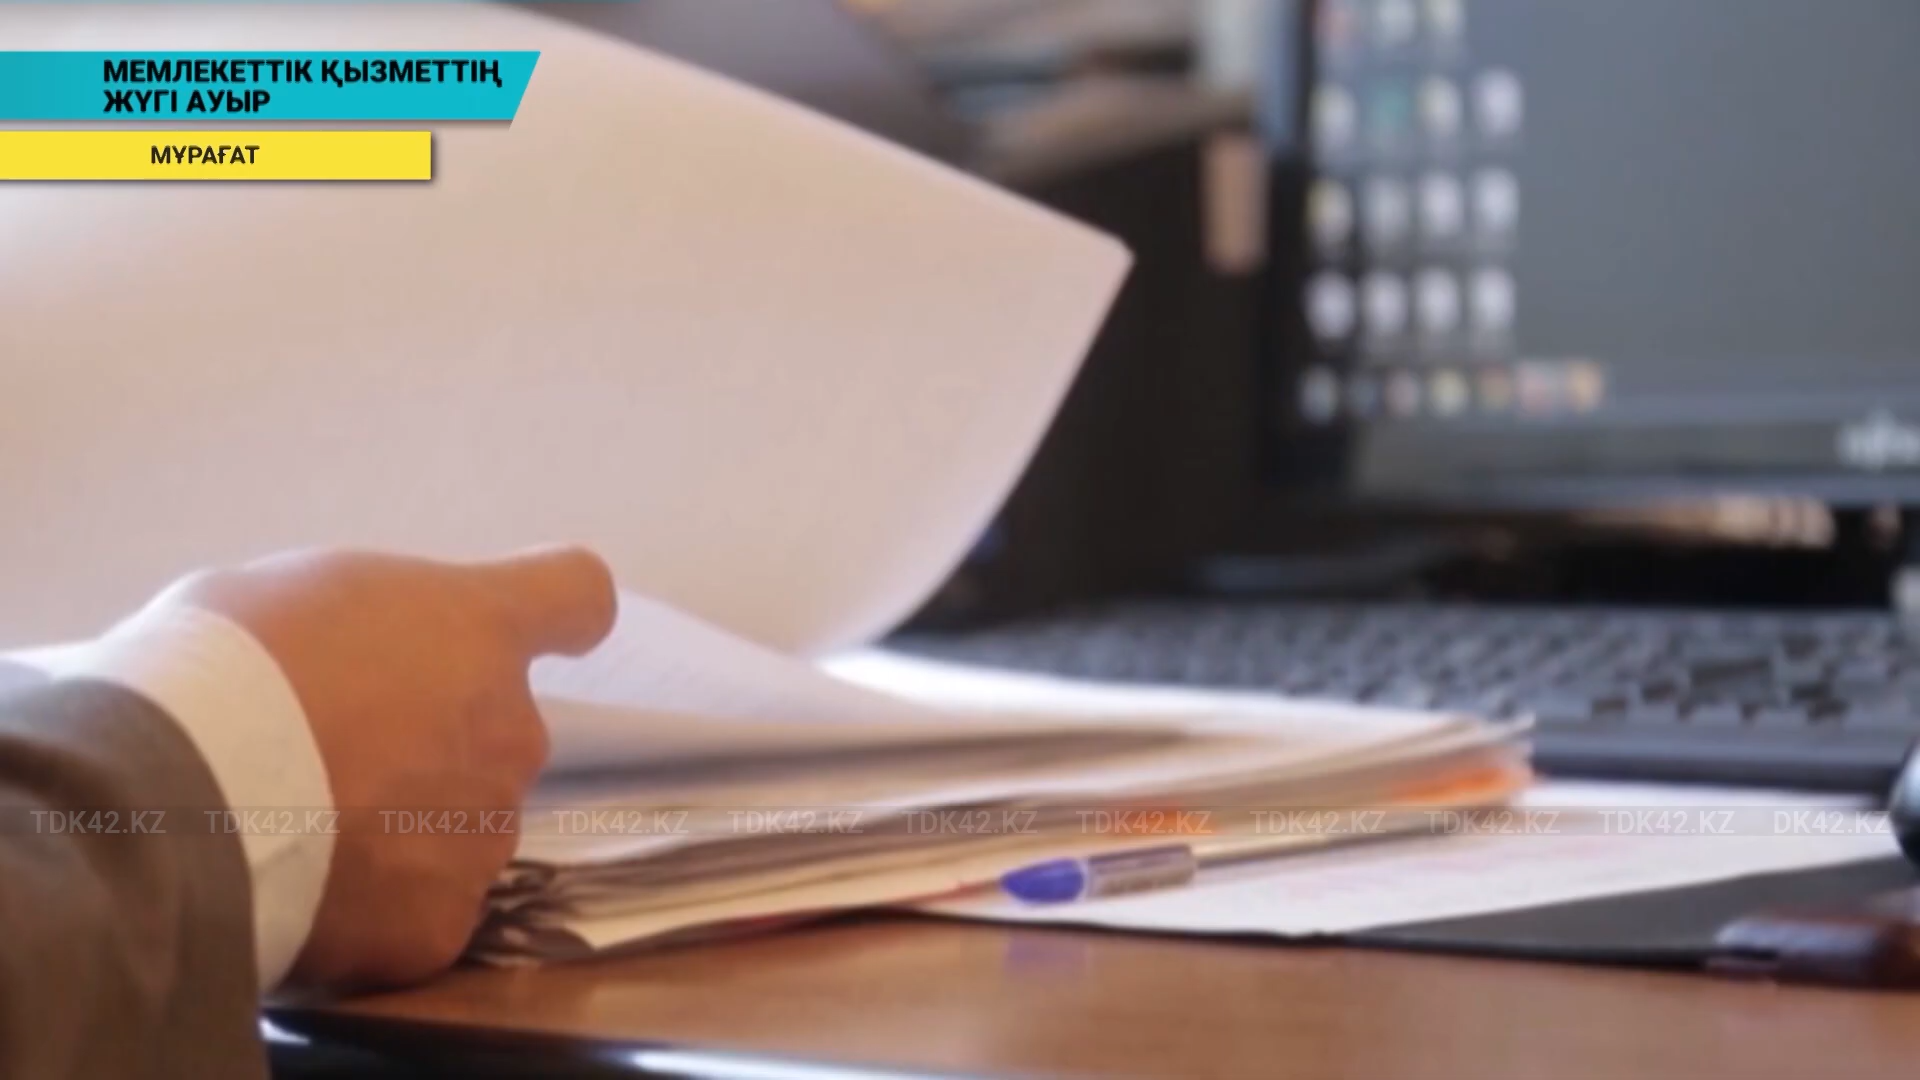 МЕМЛЕКЕТТІК ҚЫЗМЕТТІҢ
ЖҮГІ АУЫР
МҰРАҒАТ
TDK42.KZ TDK42.KZ TDK42.KZ TDK42.KZ TDK42.KZ TDK42.KZ TDK42.KZ TDK42.KZ TDK42.KZ TDK42.KZ DK42.KZ